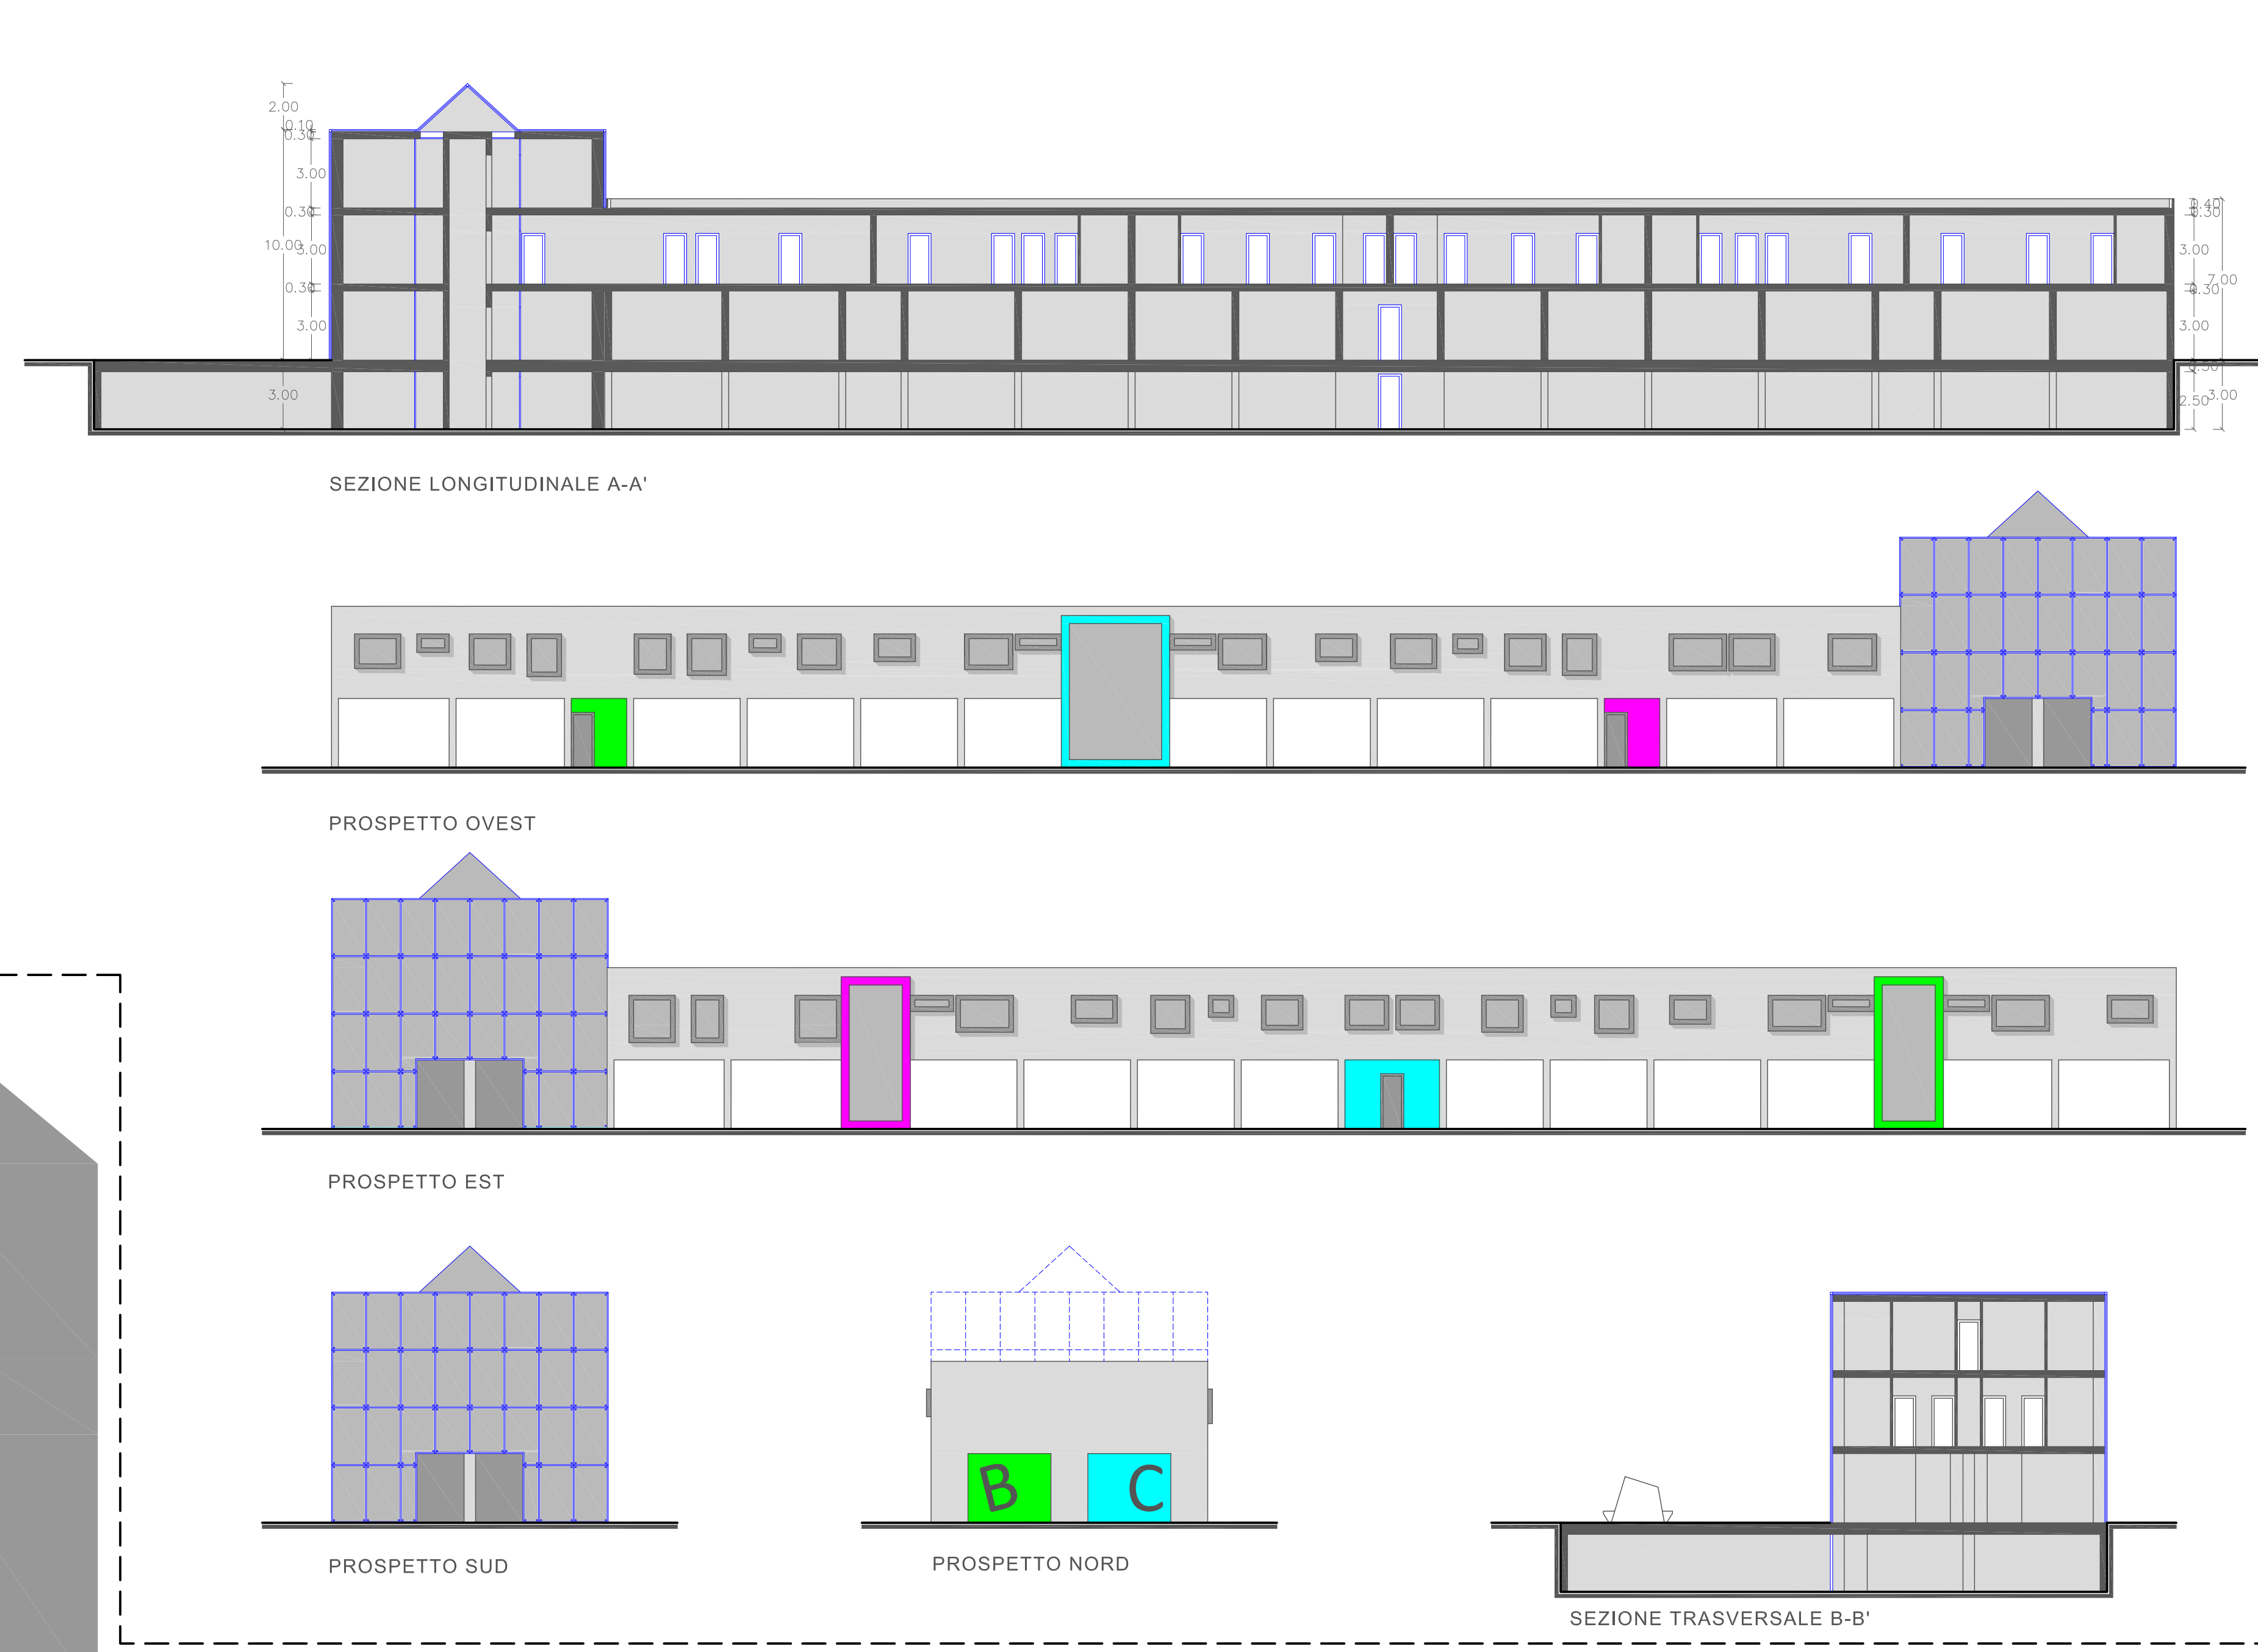 2.00
0.10
0.30
3.00
0.30
10.00
3.00
0.30
3.00
3.00
0.40
0.30
3.00
7.00
0.30
3.00
0.50
2.50
3.00
SEZIONE LONGITUDINALE A-A'
PROSPETTO OVEST
PROSPETTO EST
B
C
PROSPETTO SUD
PROSPETTO NORD
SEZIONE TRASVERSALE B-B'